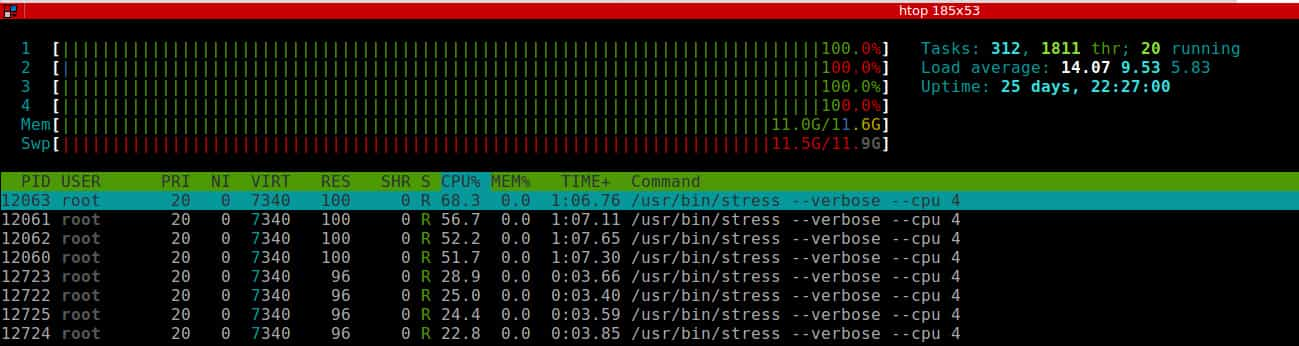 htop 185x53
1 [100.0%] Tasks: 312, 1811 thr; 20 running
2 [100.0%] Load average: 14.07 9.53 5.83
3 [100.0%] Uptime: 25 days, 22:27:00
4 [100.0%]
Mem[11.0G/11.6G]
Swp[11.5G/11.9G]
PID USER PRI NI VIRT RES SHR S CPU% MEM% TIME+ Command
12063 root 20 0 7340 100 0 R 68.3 0.0 1:06.76 /usr/bin/stress --verbose --cpu 4
12061 root 20 0 7340 100 0 R 56.7 0.0 1:07.11 /usr/bin/stress --verbose --cpu 4
12062 root 20 0 7340 100 0 R 52.2 0.0 1:07.65 /usr/bin/stress --verbose --cpu 4
12060 root 20 0 7340 100 0 R 51.7 0.0 1:07.30 /usr/bin/stress --verbose --cpu 4
12723 root 20 0 7340 96 0 R 28.9 0.0 0:03.66 /usr/bin/stress --verbose --cpu 4
12722 root 20 0 7340 96 0 R 25.0 0.0 0:03.40 /usr/bin/stress --verbose --cpu 4
12725 root 20 0 7340 96 0 R 24.4 0.0 0:03.59 /usr/bin/stress --verbose --cpu 4
12724 root 20 0 7340 96 0 R 22.8 0.0 0:03.85 /usr/bin/stress --verbose --cpu 4